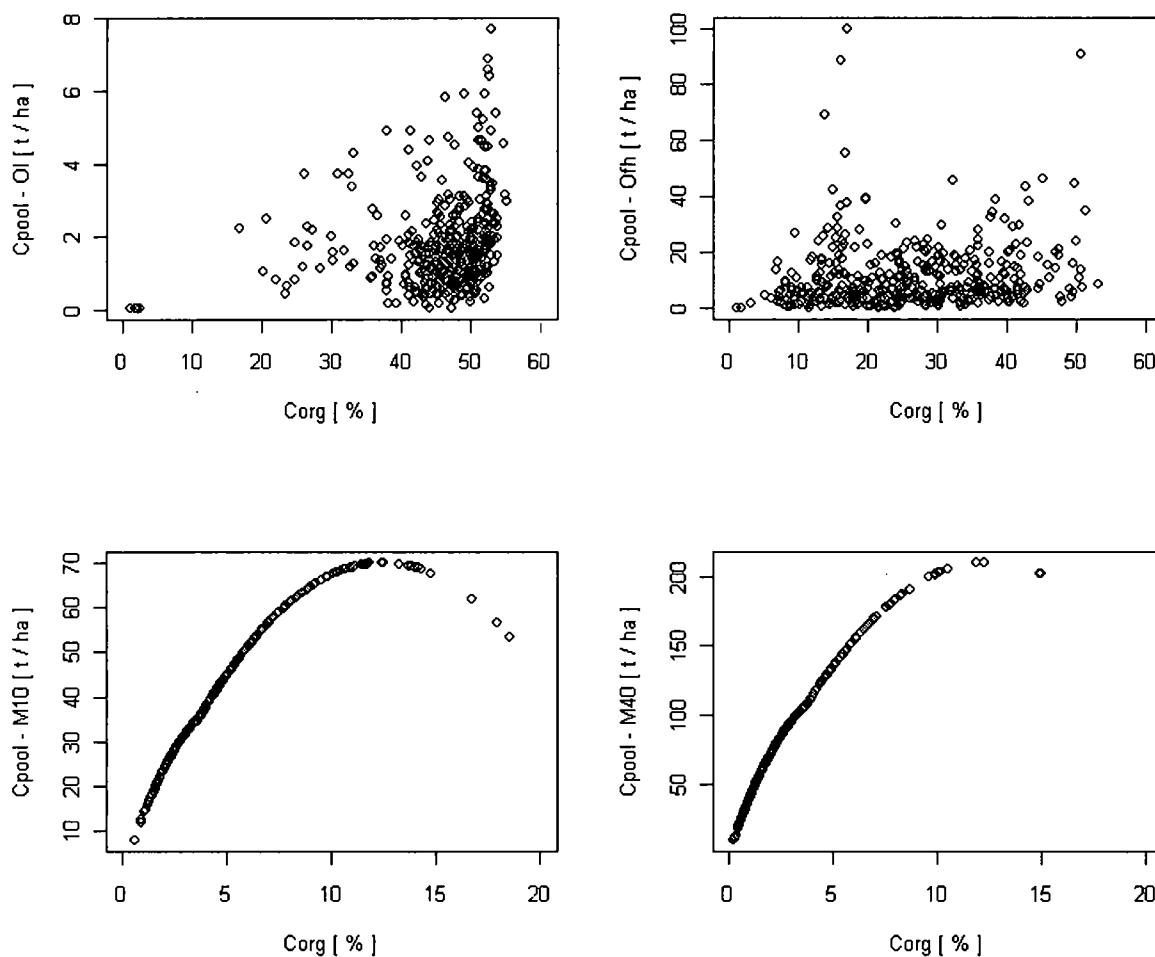 Cpool - Ol [ t / ha ]
0 2 4 6 8
0 10 20 30 40 50 60
Corg [ % ]
Cpool - Ofh [ t / ha ]
0 20 40 60 80 100
0 10 20 30 40 50 60
Corg [ % ]
Cpool - M10 [ t / ha ]
10 20 30 40 50 60 70
0 5 10 15 20
Corg [ % ]
Cpool - M40 [ t / ha ]
50 100 150 200
0 5 10 15 20
Corg [ % ]